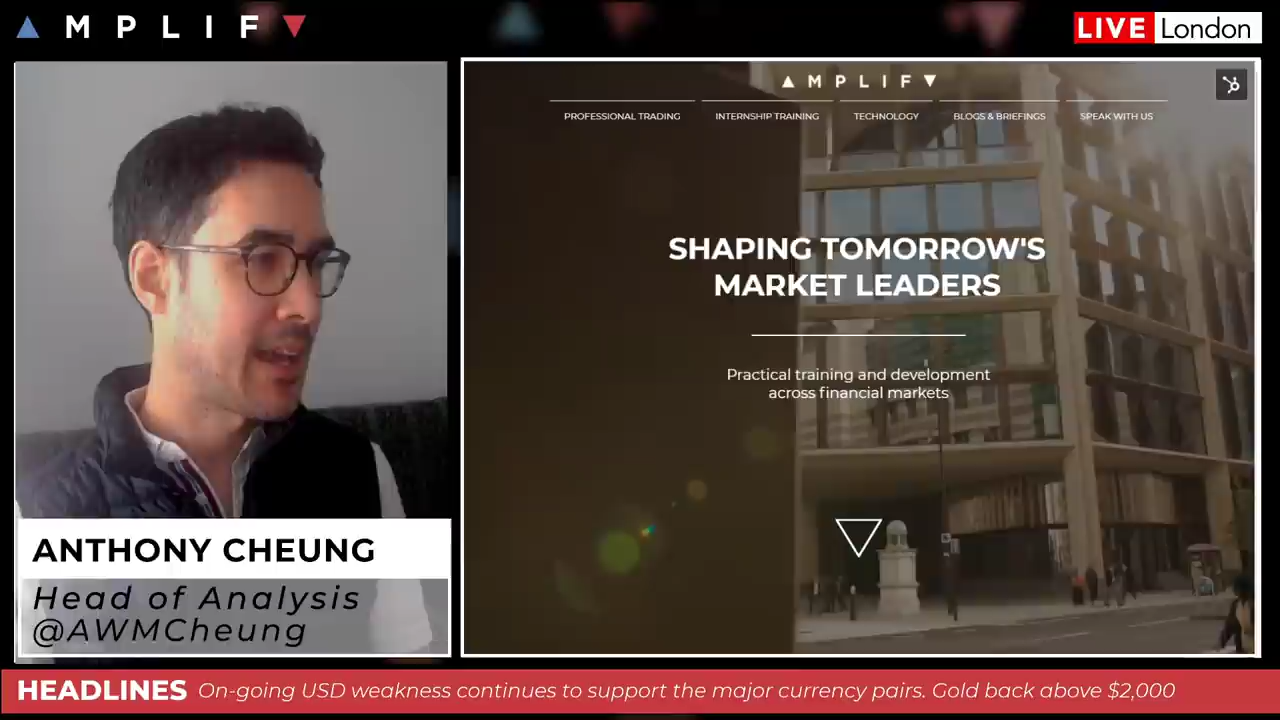 ▲ M P L I F ▼
LIVE London
▲ M P L I F ▼
PROFESSIONAL TRADING INTERNSHIP TRAINING TECHNOLOGY BLOGS & BRIEFINGS SPEAK WITH US
SHAPING TOMORROW'S
MARKET LEADERS
Practical training and development
across financial markets
ANTHONY CHEUNG
Head of Analysis
@AWMCheung
HEADLINES On-going USD weakness continues to support the major currency pairs. Gold back above $2,000